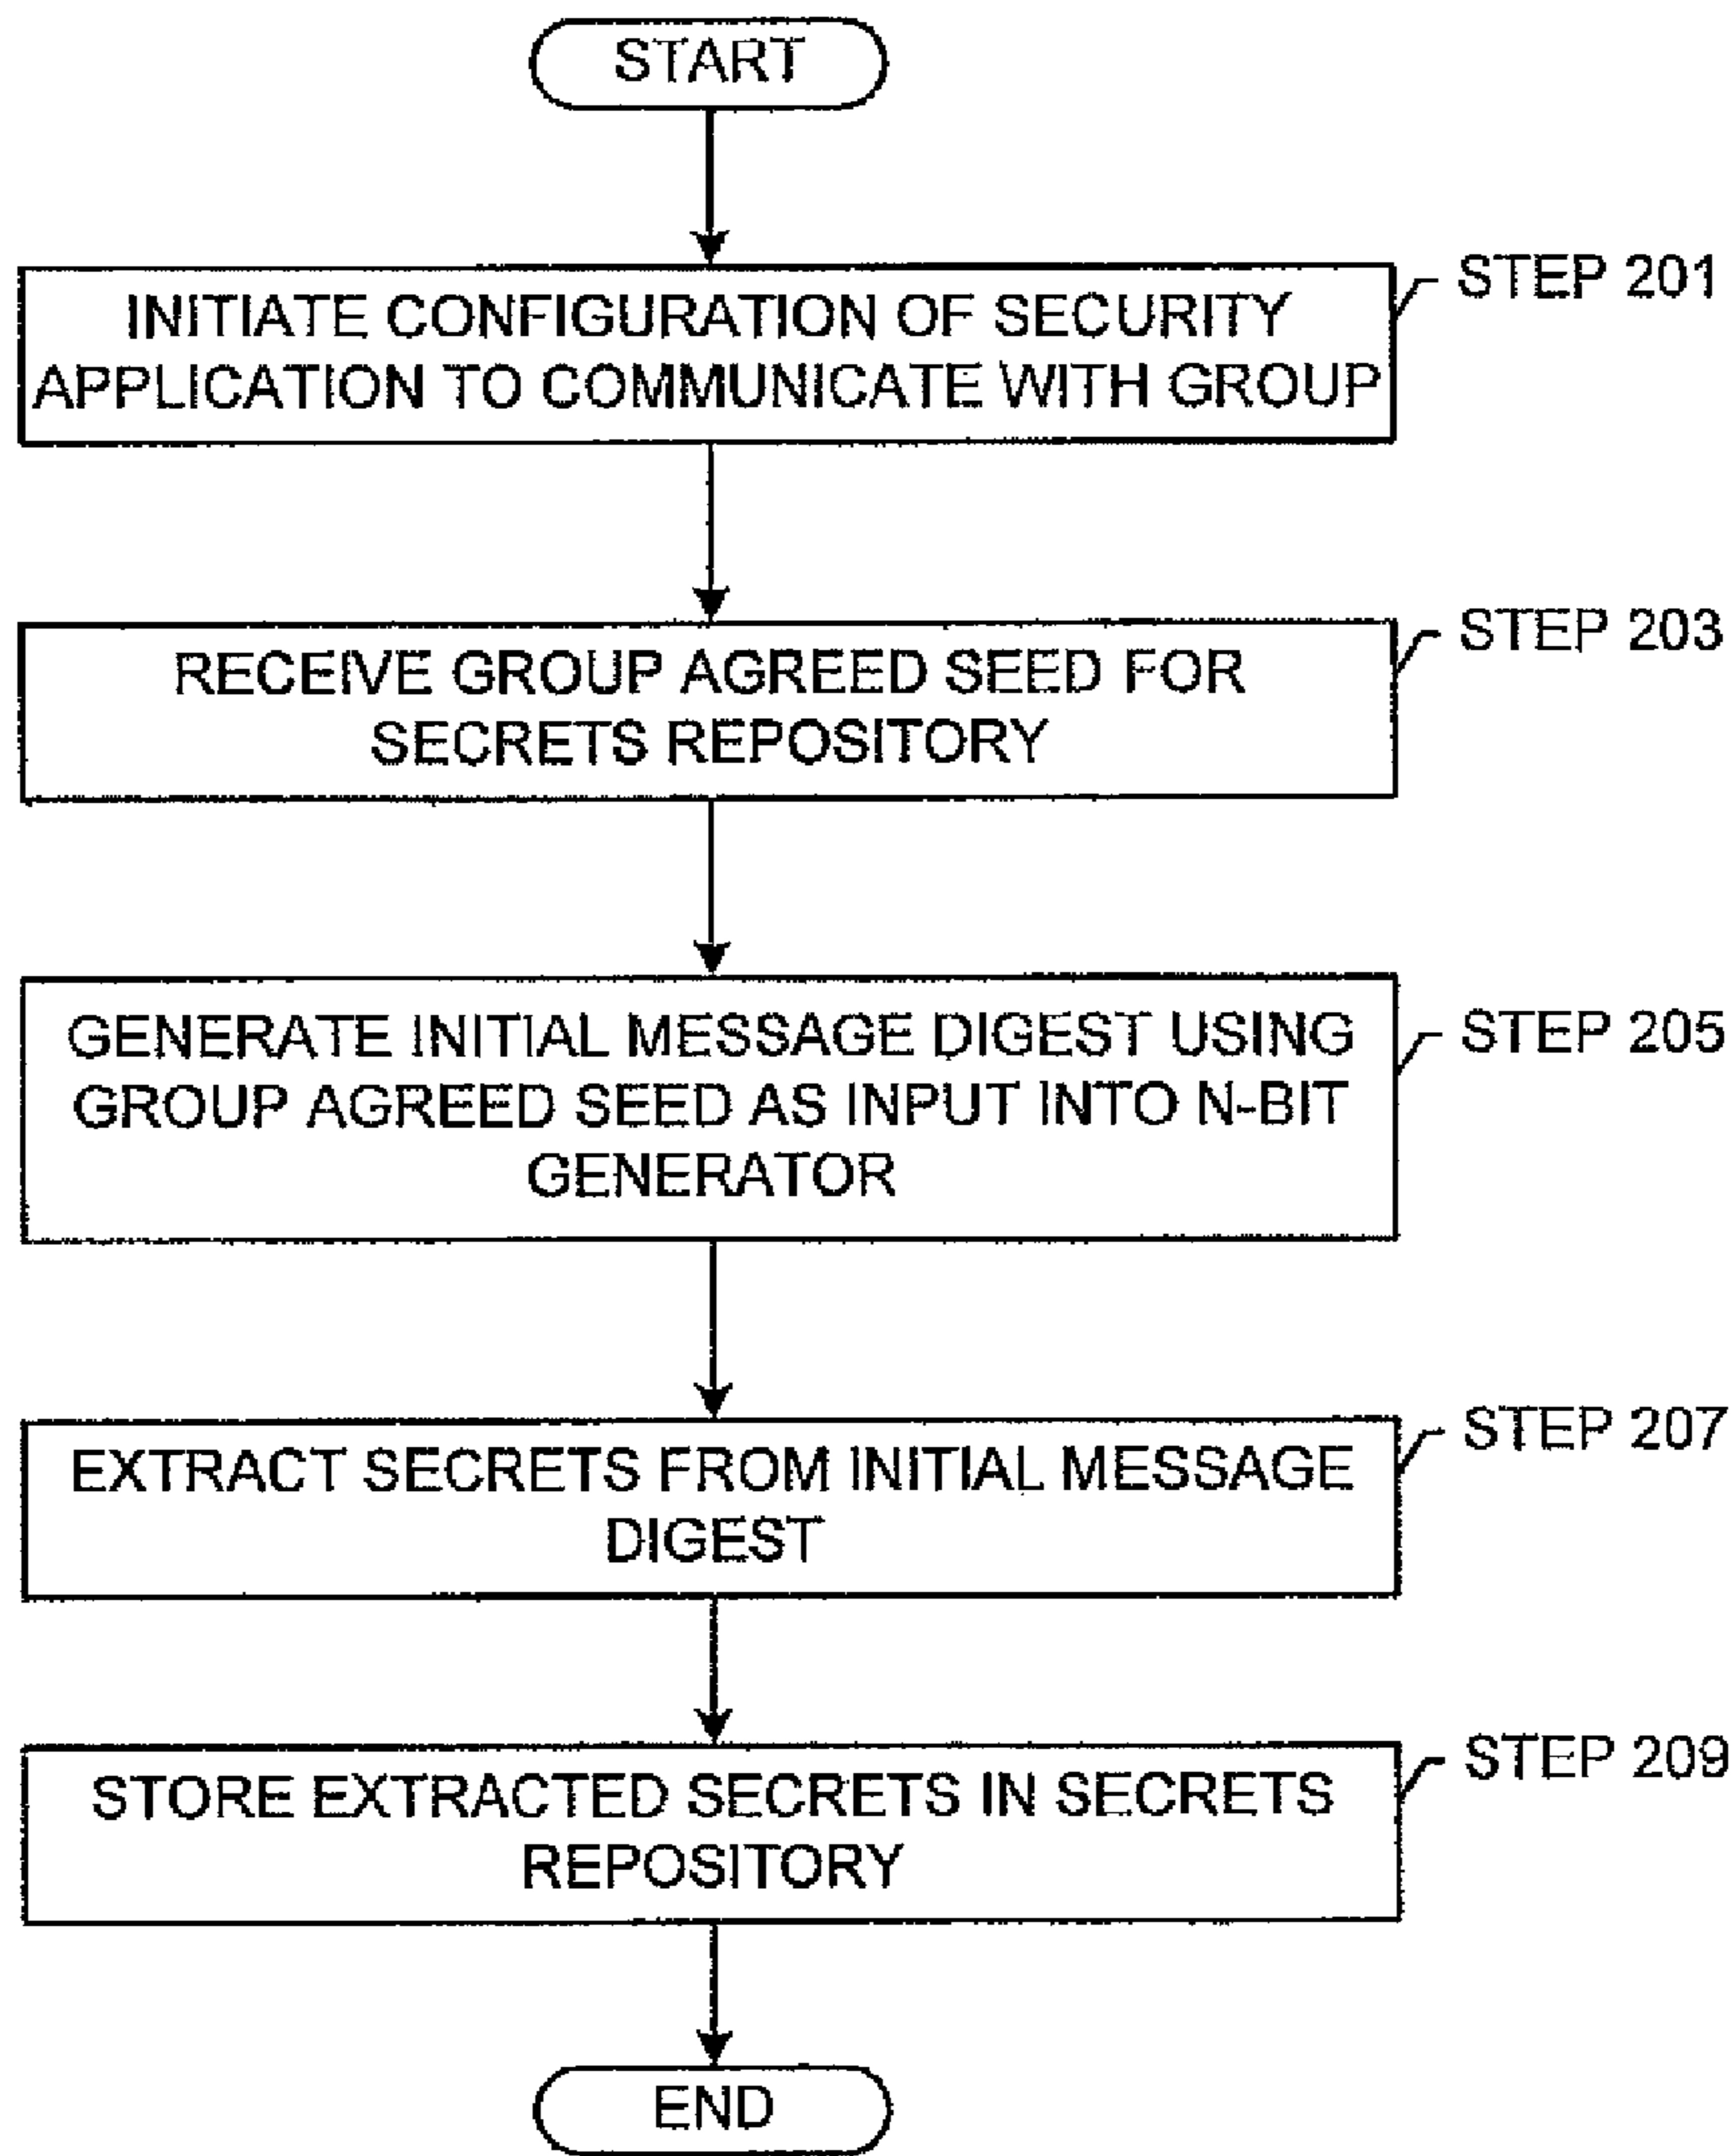 START
STEP 201
INITIATE CONFIGURATION OF SECURITY
APPLICATION TO COMMUNICATE WITH GROUP
STEP 203
RECEIVE GROUP AGREED SEED FOR
SECRETS REPOSITORY
STEP 205
GENERATE INITIAL MESSAGE DIGEST USING
GROUP AGREED SEED AS INPUT INTO N-BIT
GENERATOR
STEP 207
EXTRACT SECRETS FROM INITIAL MESSAGE
DIGEST
STEP 209
STORE EXTRACTED SECRETS IN SECRETS
REPOSITORY
END